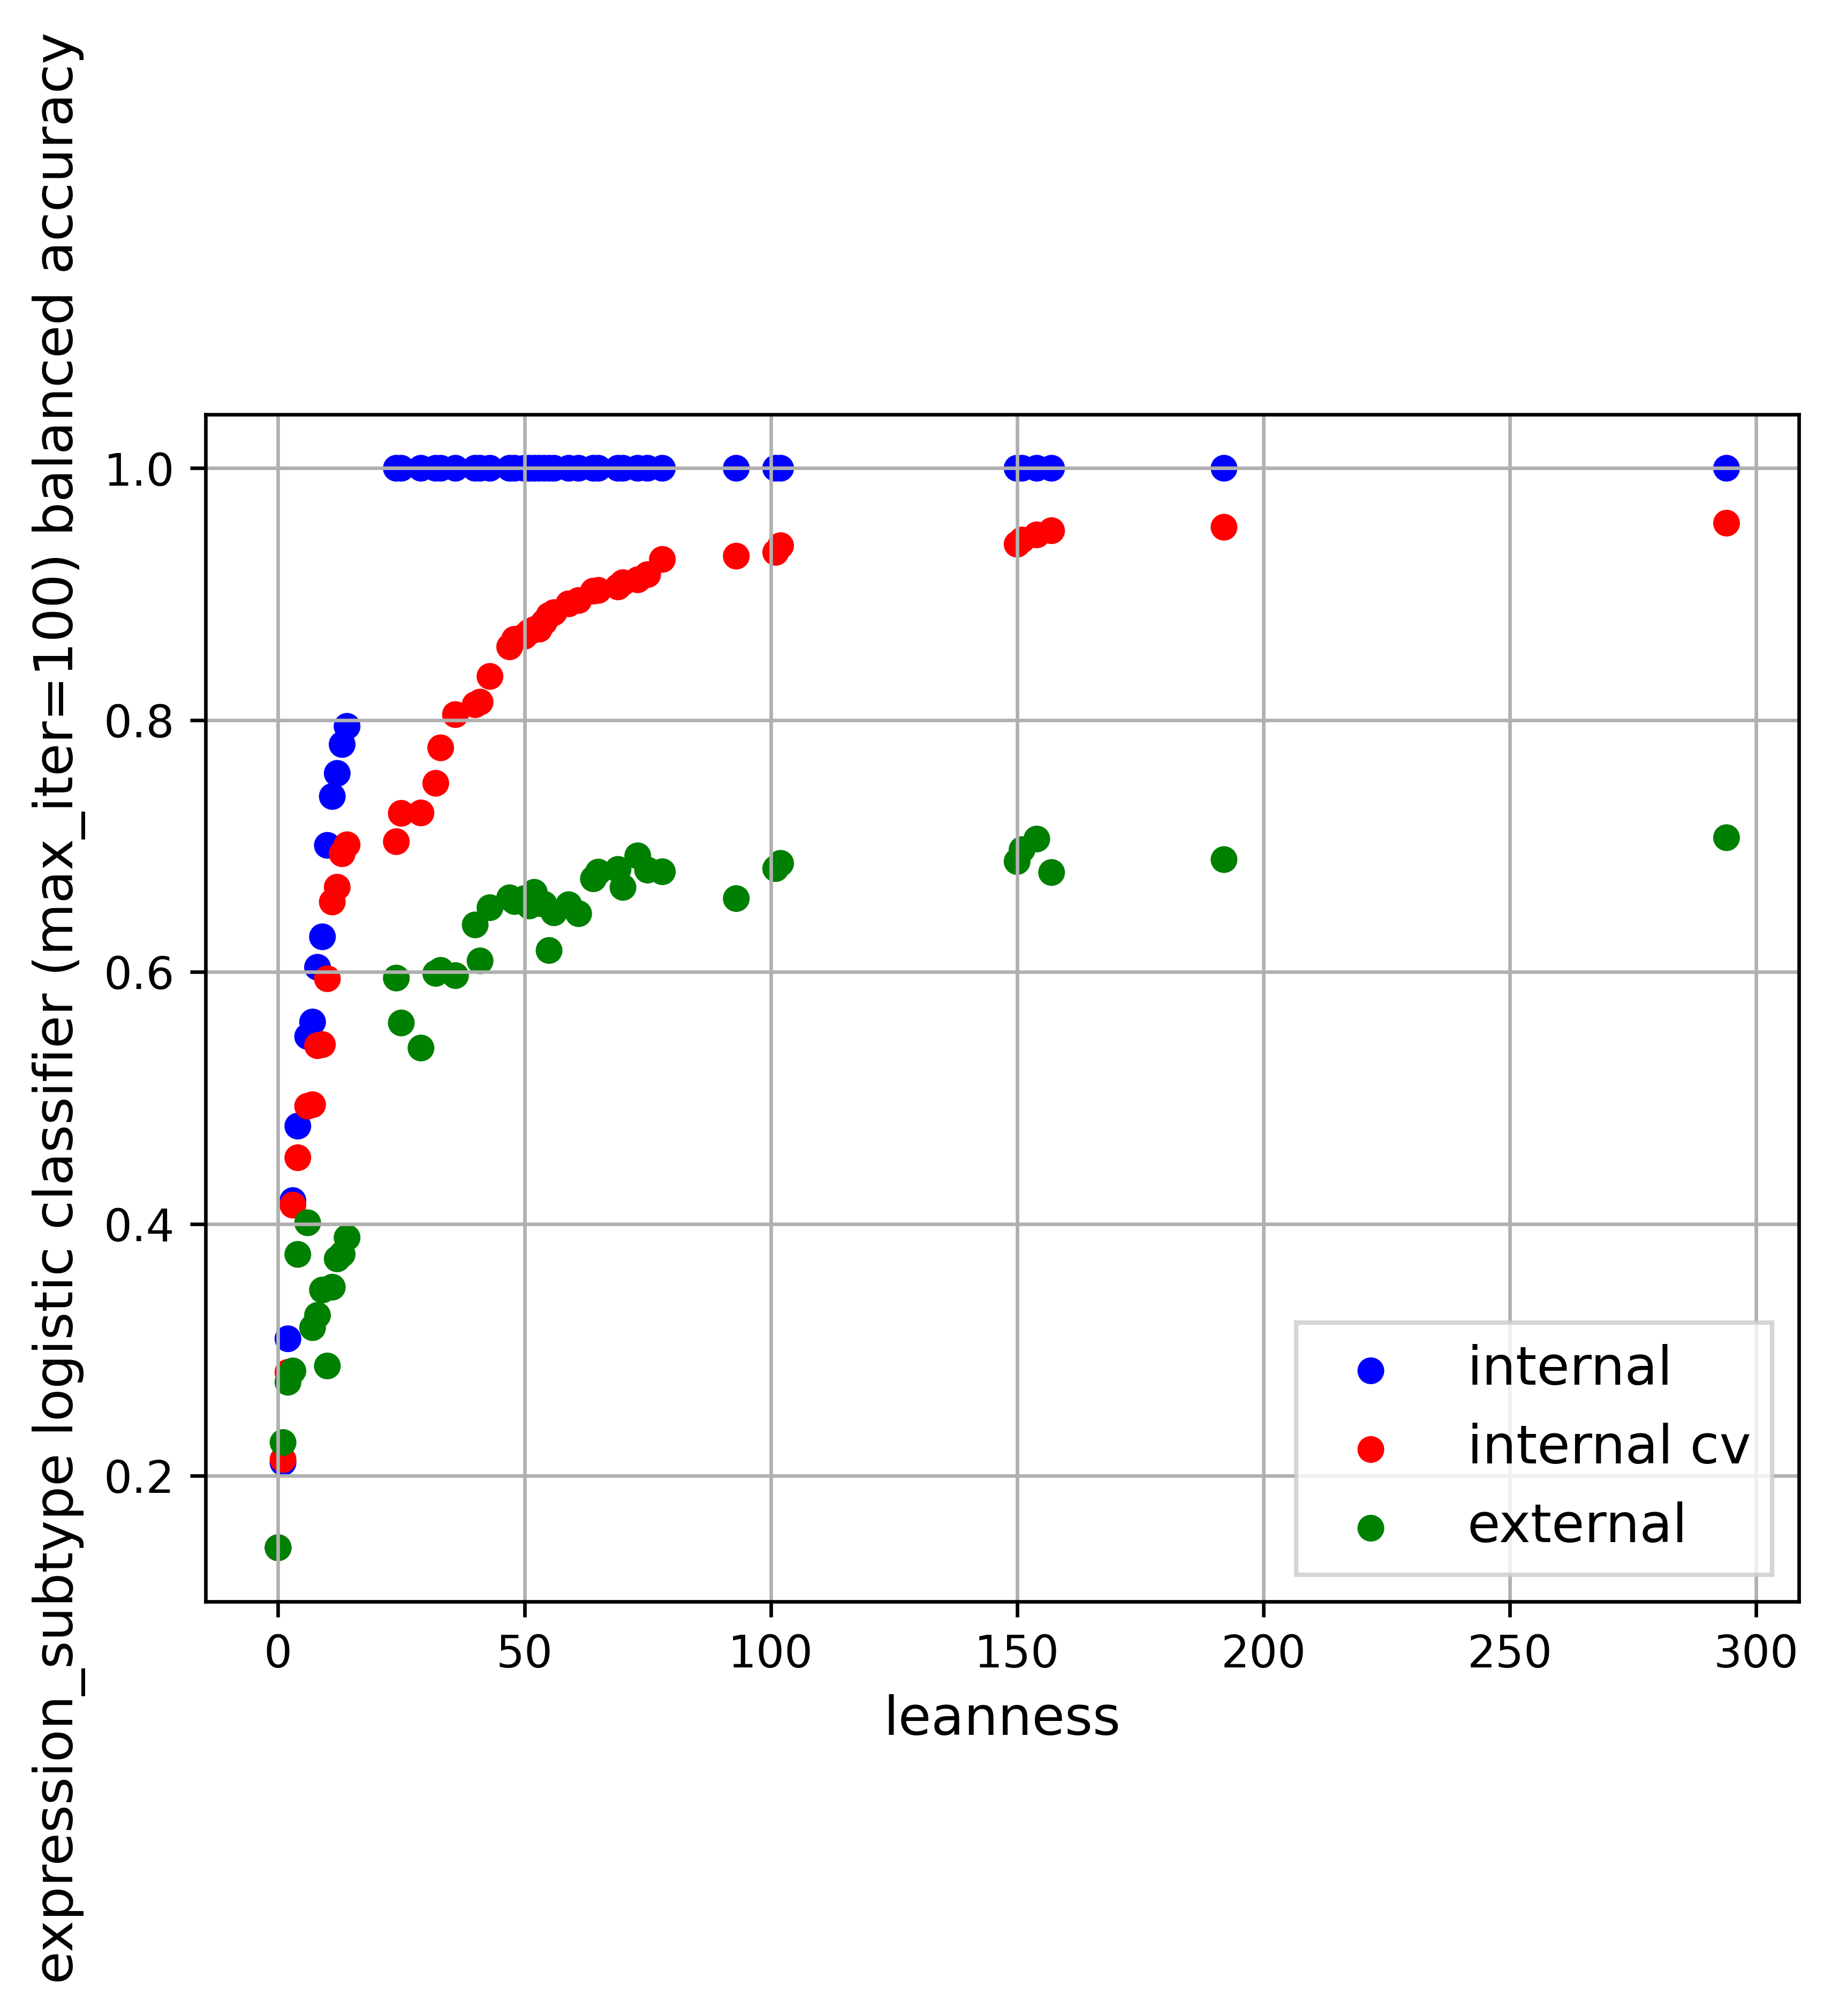 expression_subtype logistic classifier (max_iter=100) balanced accuracy
1.0
0.8
0.6
0.4
0.2
internal
internal cv
external
0 50 100 150 200 250 300
leanness